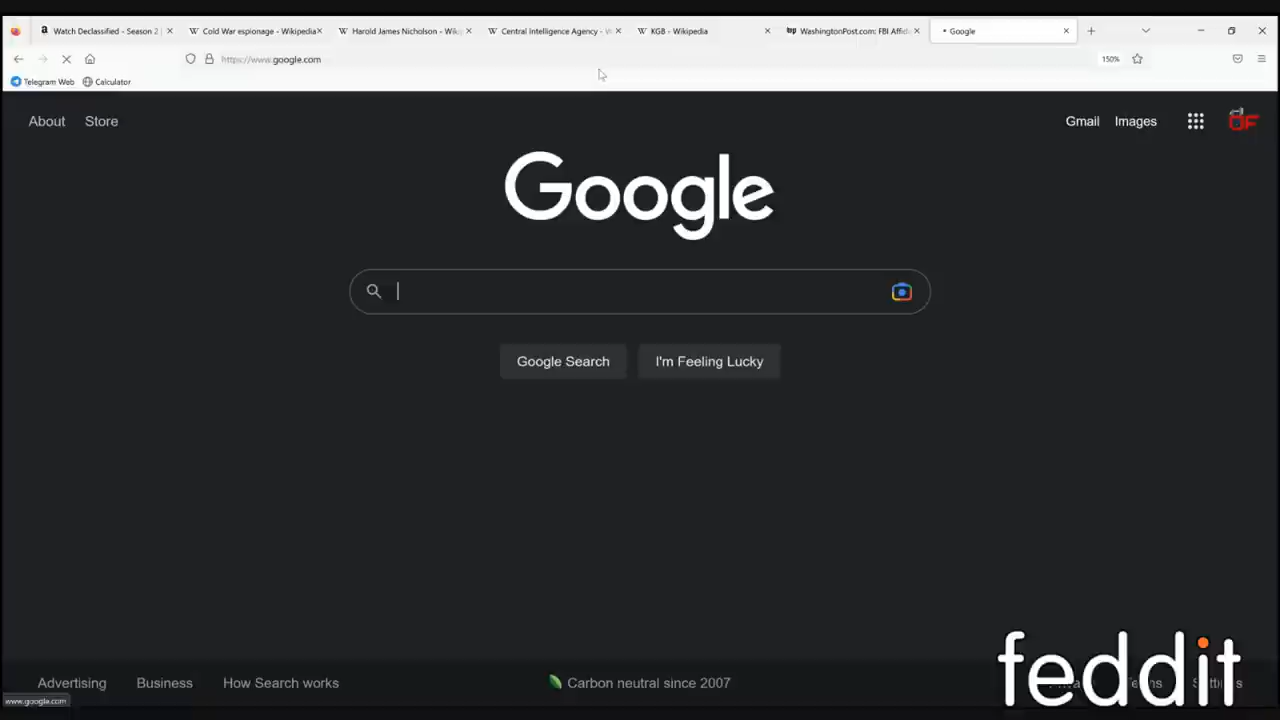 Watch Declassified - Season 2 |
Cold War espionage - Wikipedia
Harold James Nicholson - Wiki
Central Intelligence Agency - W
KGB - Wikipedia
wp
WashingtonPost.com: FBI Affid
Google
https://www.google.com
150%
Telegram Web
Calculator
About
Store
Gmail
Images
OF
Google
Google Search
I'm Feeling Lucky
Advertising
Business
How Search works
Carbon neutral since 2007
www.google.com
feddit